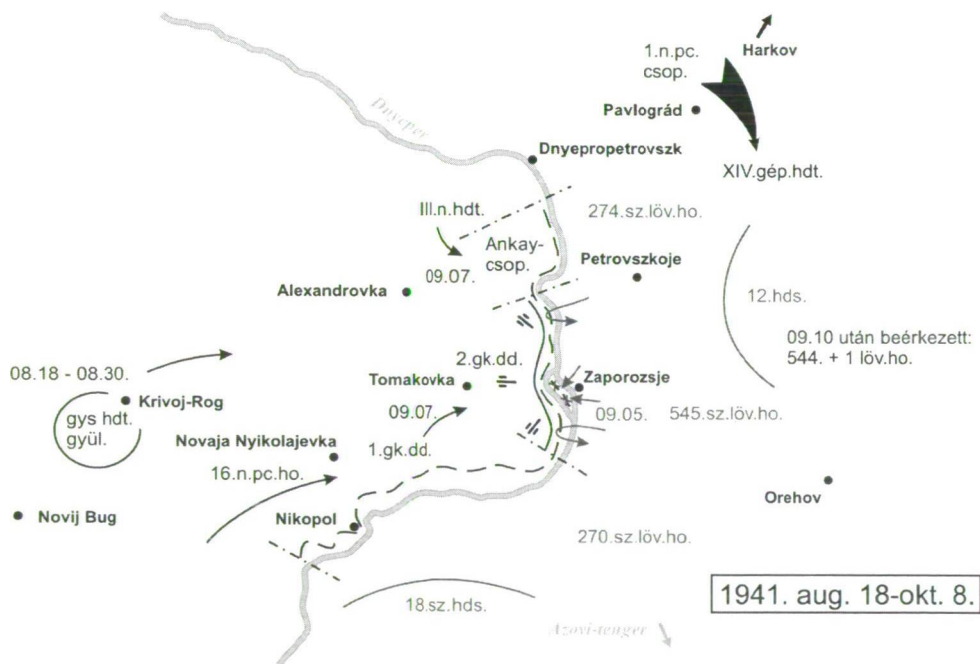 1.n.pc.
csop.
Harkov
Pavlográd
Dnyeper
Dnyepropetrovszk
XIV.gép.hdt.
III.n.hdt.
274.sz.löv.ho.
Ankay-
csop.
09.07.
Petrovszkoje
Alexandrovka
12.hds.
09.10 után beérkezett:
544. + 1 löv.ho.
08.18 - 08.30.
2.gk.dd.
Tomakovka
Zaporozsje
Krivoj-Rog
gys hdt.
gyül.
09.07.
09.05.
545.sz.löv.ho.
Novaja Nyikolajevka
1.gk.dd.
16.n.pc.ho.
Orehov
Novij Bug
Nikopol
270.sz.löv.ho.
1941. aug. 18-okt. 8.
18.sz.hds.
Azovi-tenger